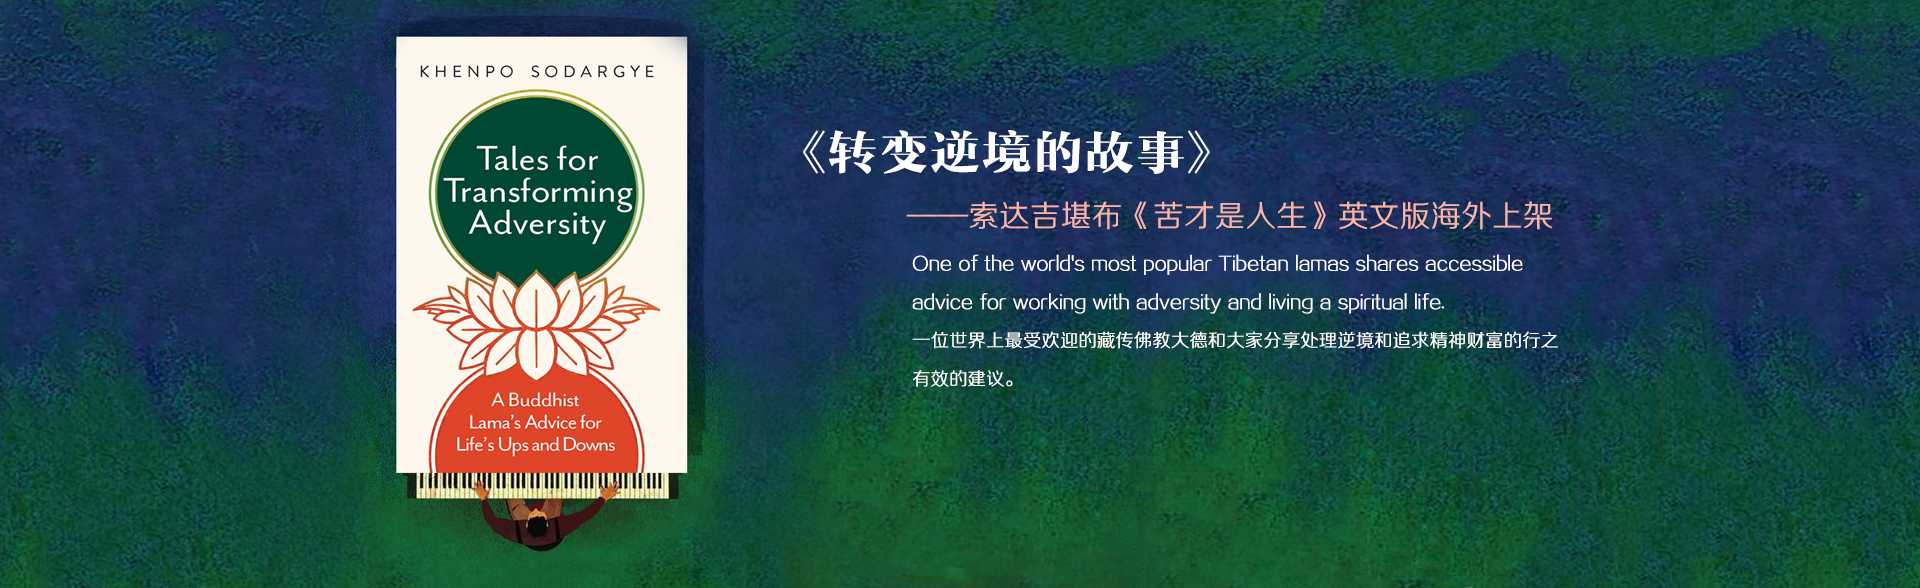 KHENPO SODARGYE
Tales for
Transforming
Adversity
A Buddhist
Lama's Advice for
Life's Ups and Downs
《转变逆境的故事》
——索达吉堪布《苦才是人生》英文版海外上架
One of the world's most popular Tibetan lamas shares accessible
advice for working with adversity and living a spiritual life.
一位世界上最受欢迎的藏传佛教大德和大家分享处理逆境和追求精神财富的行之
有效的建议。